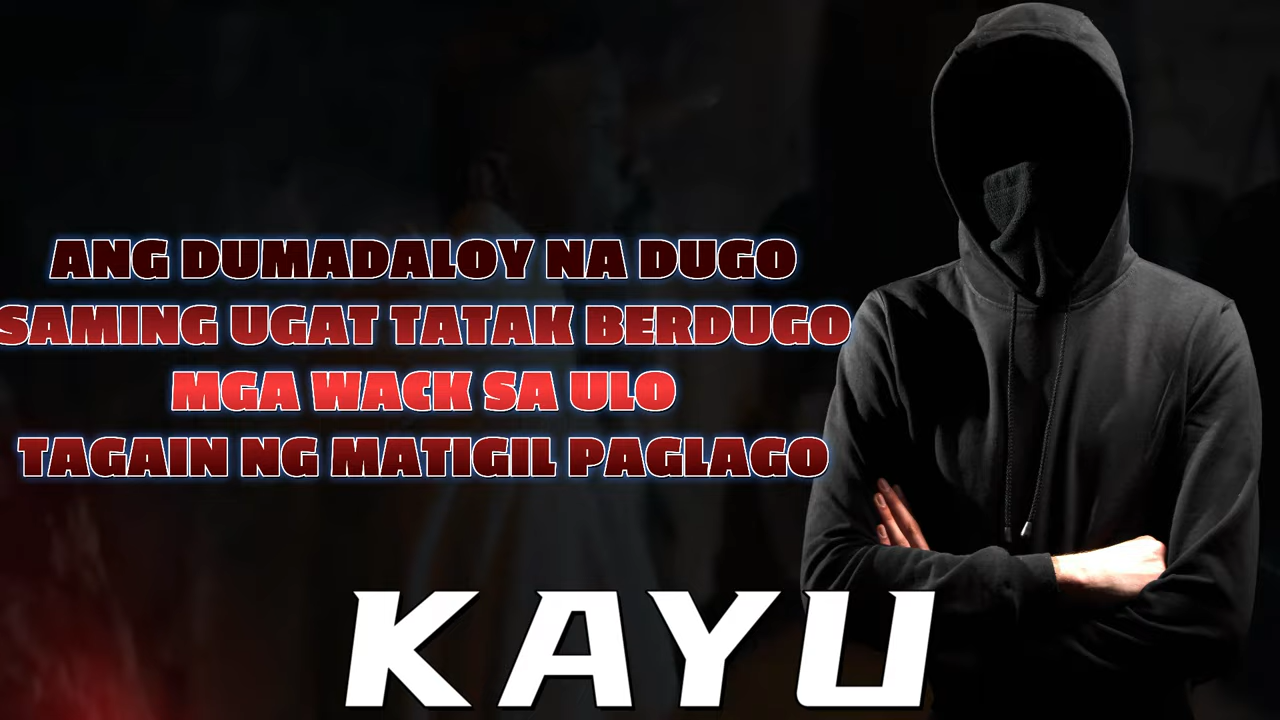 ANG DUMADALOY NA DUGO
SAMING UGAT TATAK BERDUGO
MGA WACK SA ULO
TAGAIN NG MATIGIL PAGLAGO
KAYU